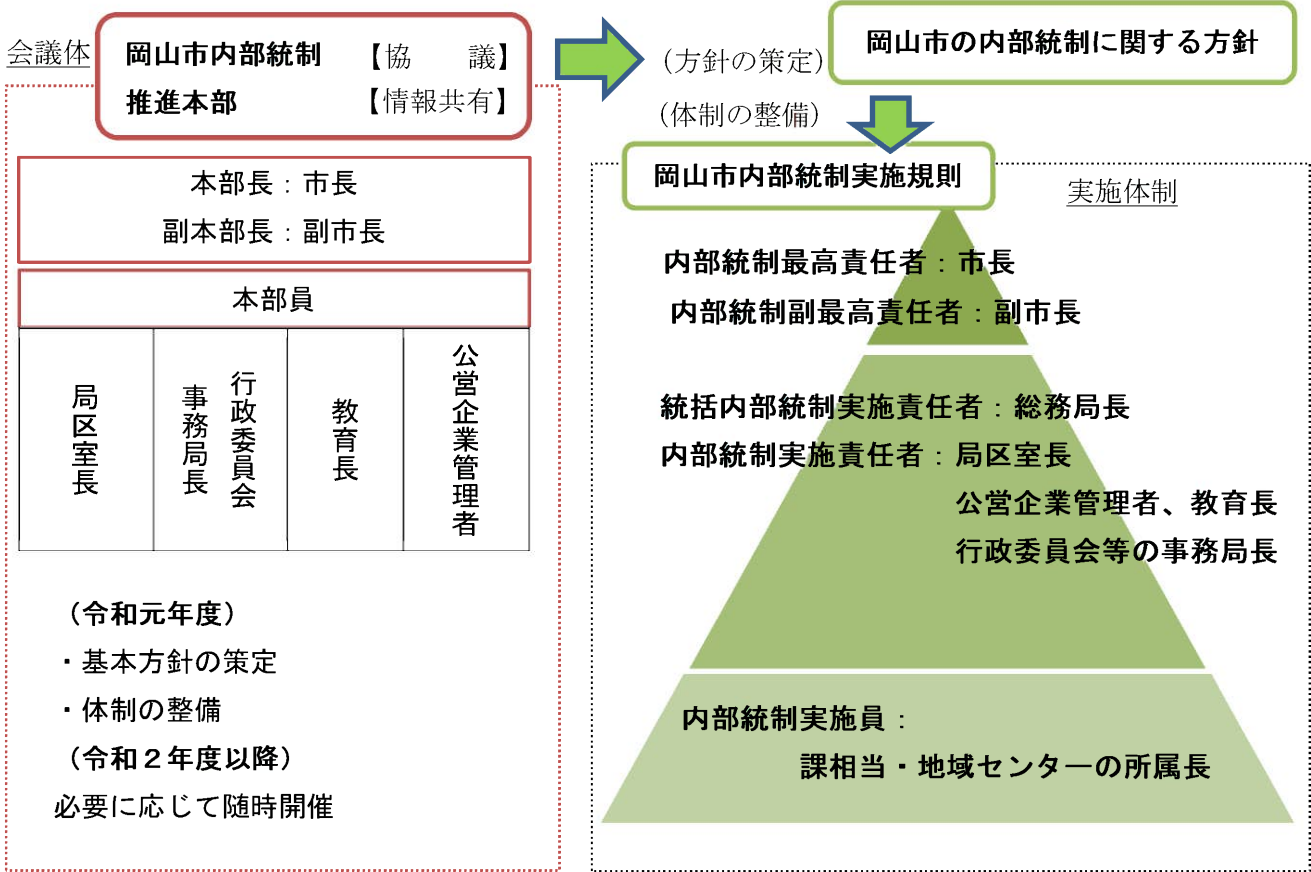 会議体
岡山市内部統制 【協　　議】
推進本部 【情報共有】
本部長：市長
副本部長：副市長
本部員
局区室長
行政委員会
事務局長
教育長
公営企業管理者
（令和元年度）
・基本方針の策定
・体制の整備
（令和２年度以降）
必要に応じて随時開催
(方針の策定)
(体制の整備)
岡山市の内部統制に関する方針
岡山市内部統制実施規則
実施体制
内部統制最高責任者：市長
内部統制副最高責任者：副市長
統括内部統制実施責任者：総務局長
内部統制実施責任者：局区室長
公営企業管理者、教育長
行政委員会等の事務局長
内部統制実施員：
課相当・地域センターの所属長